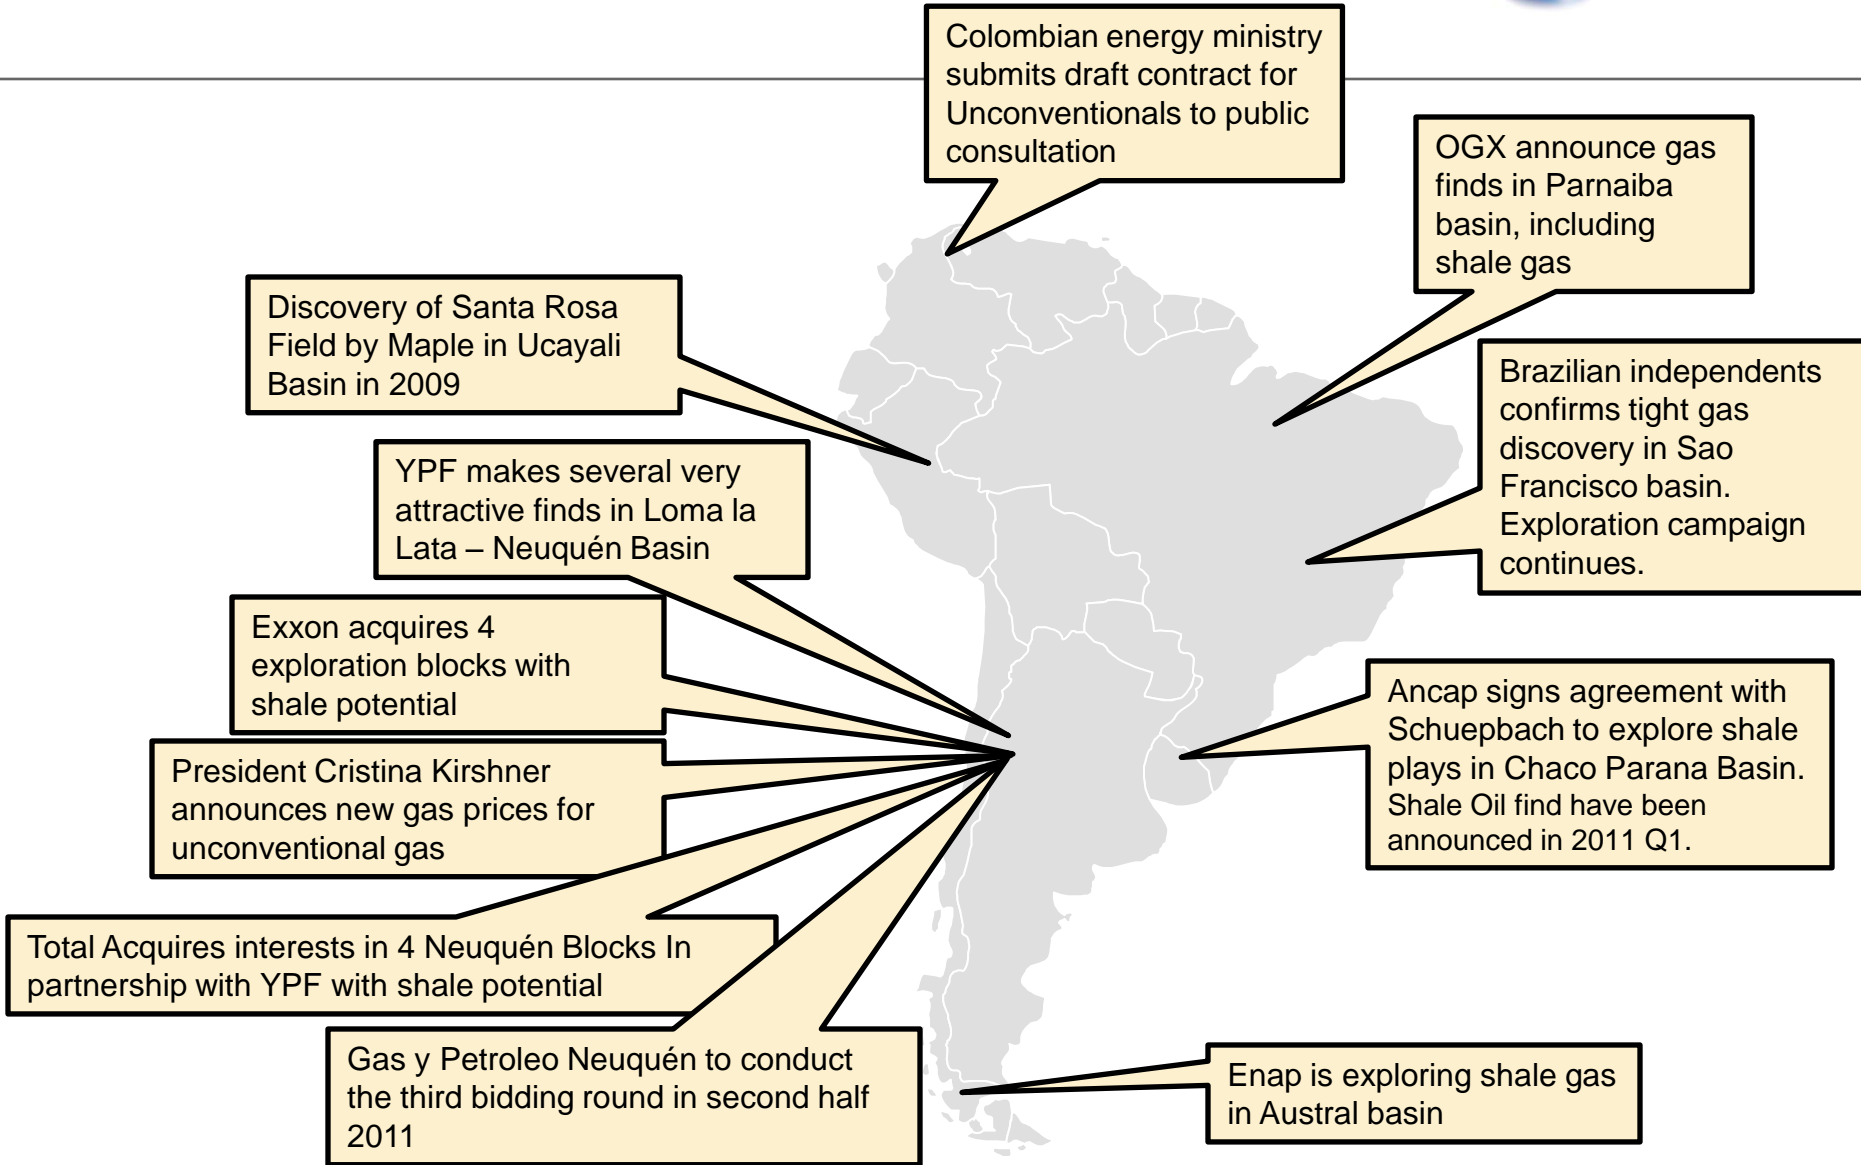 Colombian energy ministry
submits draft contract for
Unconventionals to public
consultation
OGX announce gas
finds in Parnaiba
basin, including
shale gas
Discovery of Santa Rosa
Field by Maple in Ucayali
Basin in 2009
Brazilian independents
confirms tight gas
discovery in Sao
Francisco basin.
Exploration campaign
continues.
YPF makes several very
attractive finds in Loma la
Lata – Neuquén Basin
Exxon acquires 4
exploration blocks with
shale potential
Ancap signs agreement with
Schuepbach to explore shale
plays in Chaco Parana Basin.
Shale Oil find have been
announced in 2011 Q1.
President Cristina Kirshner
announces new gas prices for
unconventional gas
Total Acquires interests in 4 Neuquén Blocks In
partnership with YPF with shale potential
Gas y Petroleo Neuquén to conduct
the third bidding round in second half
2011
Enap is exploring shale gas
in Austral basin